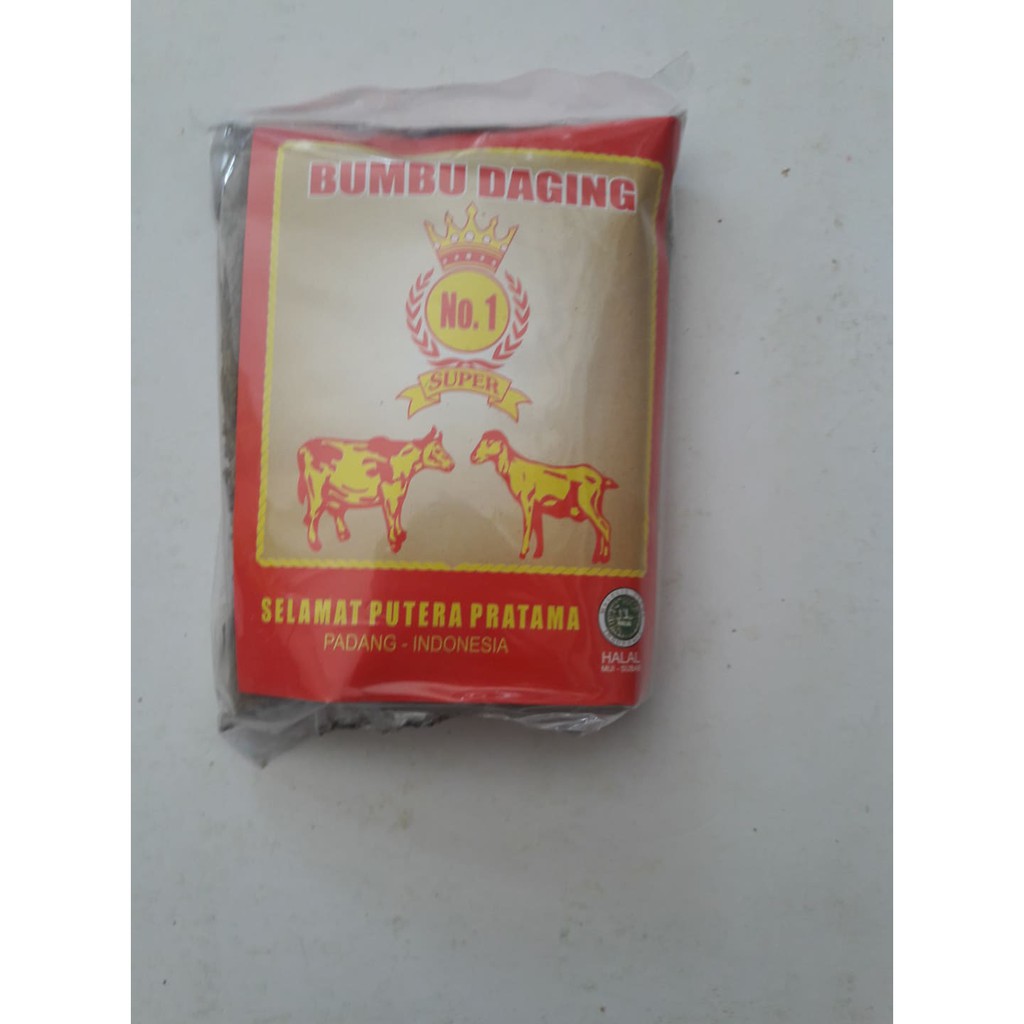 BUMBU DAGING
No. 1
SUPER
SELAMAT PUTERA PRATAMA
PADANG - INDONESIA
HALAL